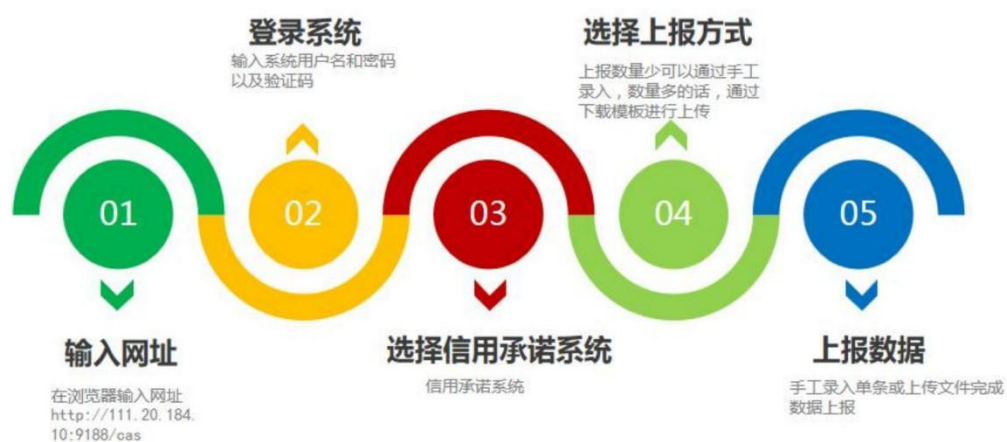 登录系统
输入系统用户名和密码
以及验证码
选择上报方式
上报数量少可以通过手工
录入，数量多的话，通过
下载模板进行上传
01
02
03
04
05
输入网址
在浏览器输入网址
http://111.20.184.
10:9188/cas
选择信用承诺系统
信用承诺系统
上报数据
手工录入单条或上传文件完成
数据上报